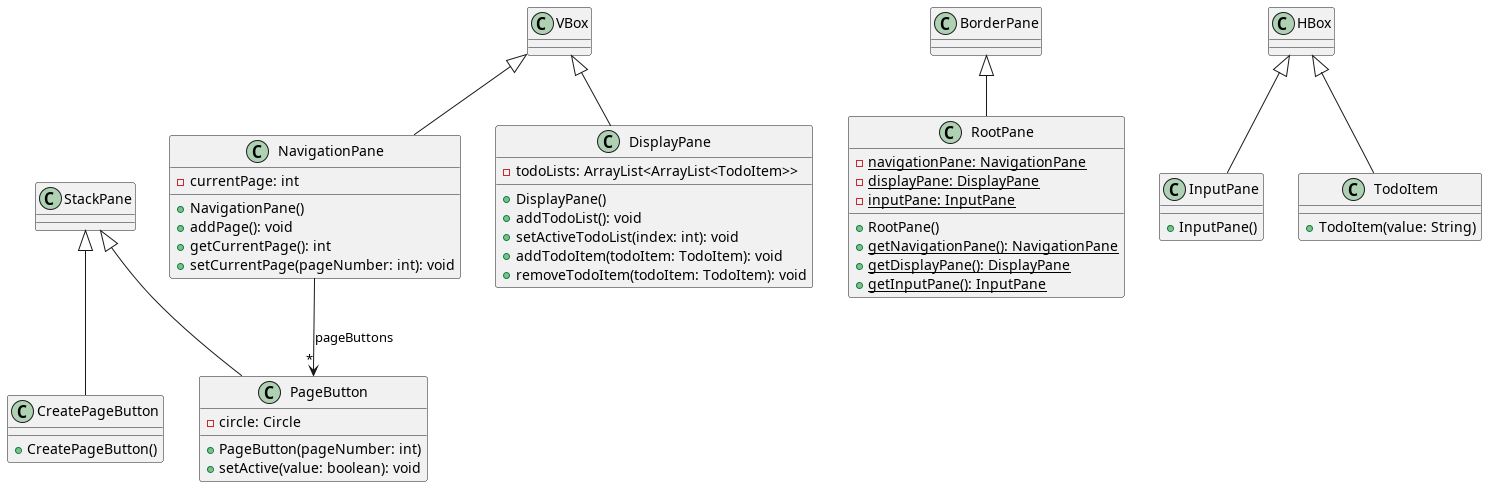 C VBox
C BorderPane
C HBox
C NavigationPane
currentPage: int
NavigationPane()
addPage(): void
getCurrentPage(): int
setCurrentPage(pageNumber: int): void
C DisplayPane
todoLists: ArrayList<ArrayList<TodoItem>>
DisplayPane()
addTodoList(): void
setActiveTodoList(index: int): void
addTodoItem(todoItem: TodoItem): void
removeTodoItem(todoItem: TodoItem): void
C RootPane
navigationPane: NavigationPane
displayPane: DisplayPane
inputPane: InputPane
RootPane()
getNavigationPane(): NavigationPane
getDisplayPane(): DisplayPane
getInputPane(): InputPane
C InputPane
InputPane()
C TodoItem
TodoItem(value: String)
C StackPane
pageButtons
*
C CreatePageButton
CreatePageButton()
C PageButton
circle: Circle
PageButton(pageNumber: int)
setActive(value: boolean): void